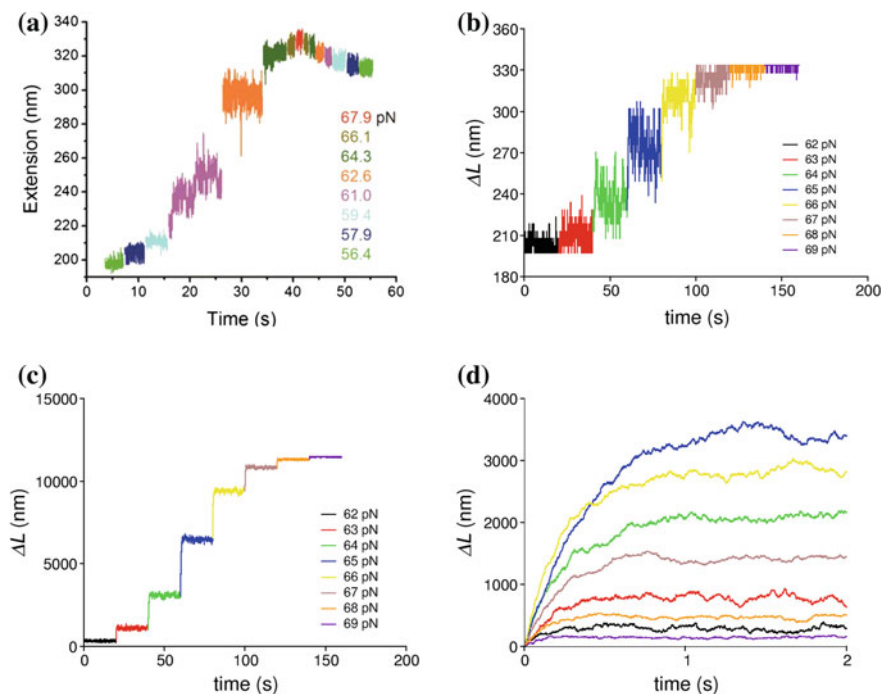 (a)
340
320
300
280
260
240
220
200
Extension (nm)
67.9 pN
66.1
64.3
62.6
61.0
59.4
57.9
56.4
0 10 20 30 40 50 60
Time (s)
(b)
360
330
300
270
240
210
180
ΔL (nm)
62 pN
63 pN
64 pN
65 pN
66 pN
67 pN
68 pN
69 pN
0 50 100 150 200
time (s)
(c)
15000
10000
5000
0
ΔL (nm)
62 pN
63 pN
64 pN
65 pN
66 pN
67 pN
68 pN
69 pN
0 50 100 150 200
time (s)
(d)
4000
3000
2000
1000
0
ΔL (nm)
0 1 2
time (s)